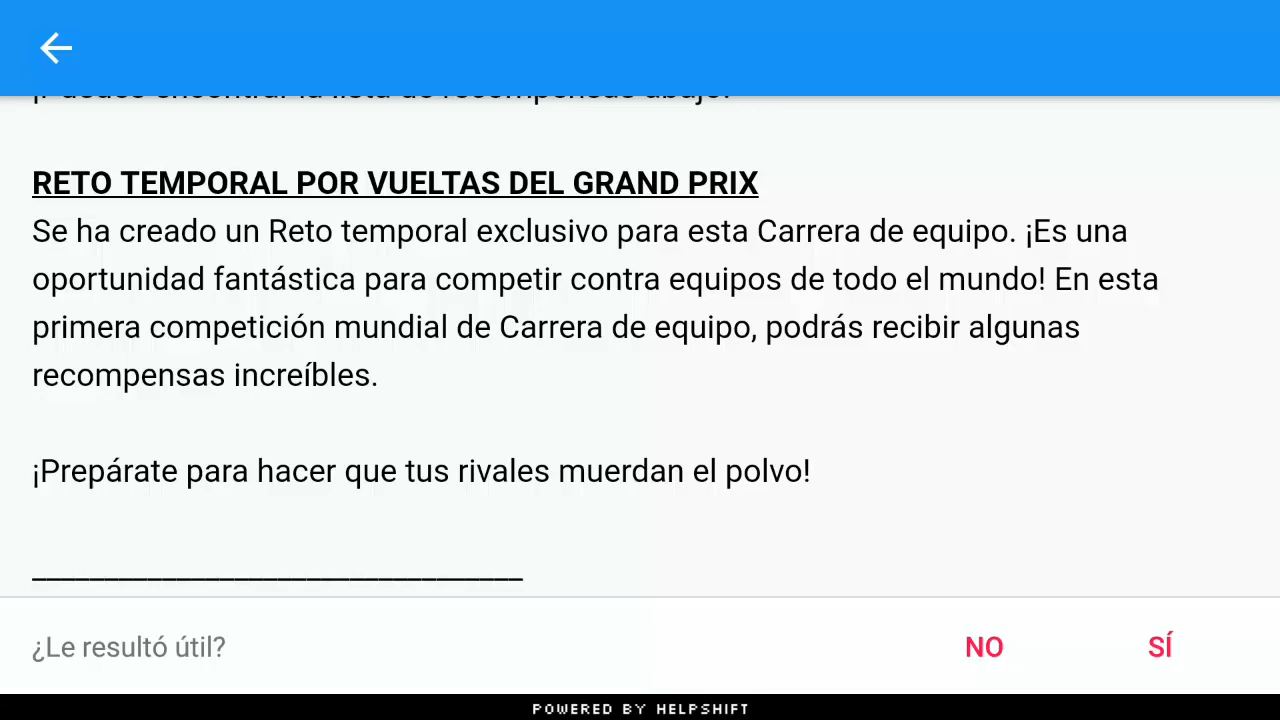 RETO TEMPORAL POR VUELTAS DEL GRAND PRIX
Se ha creado un Reto temporal exclusivo para esta Carrera de equipo. ¡Es una
oportunidad fantástica para competir contra equipos de todo el mundo! En esta
primera competición mundial de Carrera de equipo, podrás recibir algunas
recompensas increíbles.
¡Prepárate para hacer que tus rivales muerdan el polvo!
__________________________________
¿Le resultó útil?
NO
SÍ
POWERED BY HELPSHIFT